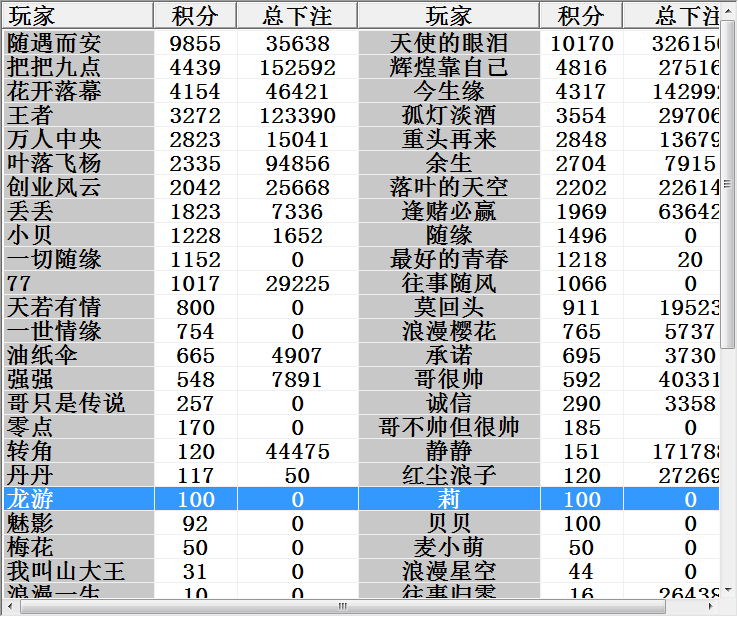 玩家 积分 总下注 玩家 积分 总下注
随遇而安 9855 35638 天使的眼泪 10170 326156
把把九点 4439 152592 辉煌靠自己 4816 27516
花开落幕 4154 46421 今生缘 4317 142992
王者 3272 123390 孤灯淡酒 3554 29706
万人中央 2823 15041 重头再来 2848 13679
叶落飞杨 2335 94856 余生 2704 7915
创业风云 2042 25668 落叶的天空 2202 22614
丢丢 1823 7336 逢赌必赢 1969 63642
小贝 1228 1652 随缘 1496 0
一切随缘 1152 0 最好的青春 1218 20
77 1017 29225 往事随风 1066 0
天若有情 800 0 莫回头 911 19523
一世情缘 754 0 浪漫樱花 765 5737
油纸伞 665 4907 承诺 695 3730
强强 548 7891 哥很帅 592 40331
哥只是传说 257 0 诚信 290 3358
零点 170 0 哥不帅但很帅 185 0
转角 120 44475 静静 151 171788
丹丹 117 50 红尘浪子 120 27269
龙游 100 0 莉 100 0
魅影 92 0 贝贝 100 0
梅花 50 0 麦小萌 50 0
我叫山大王 31 0 浪漫星空 44 0
浪漫一生 10 0 往事归零 16 26438